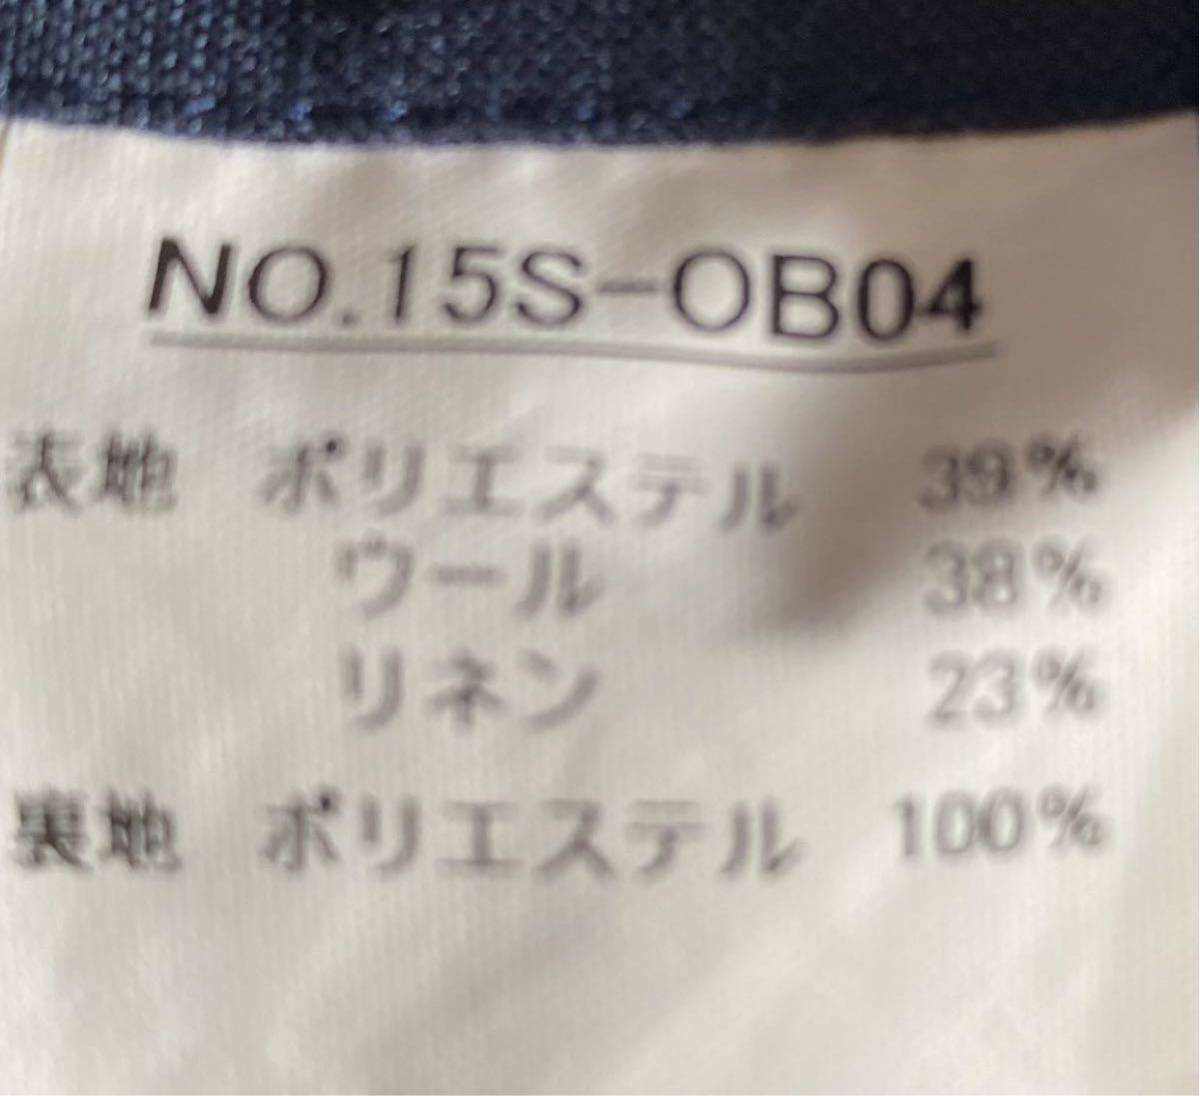 NO.15S-OB04
表地 ポリエステル 39%
ウール 38%
リネン 23%
裏地 ポリエステル 100%